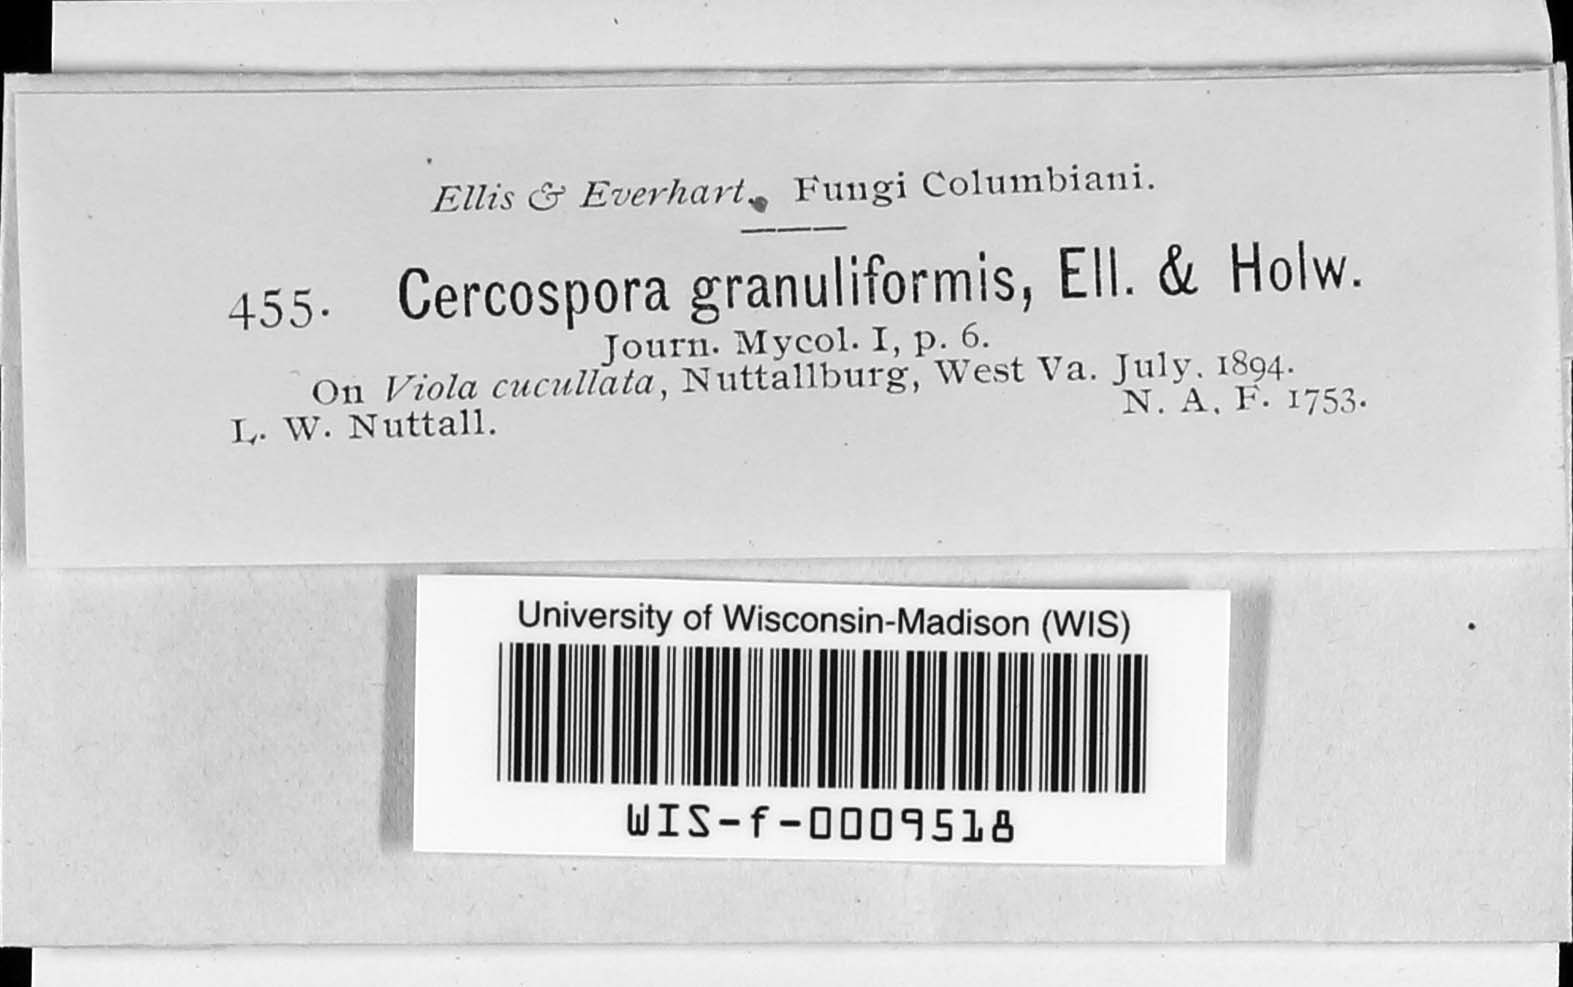 Ellis & Everhart. Fungi Columbiani.
455. Cercospora granuliformis, Ell. & Holw.
Journ. Mycol. I, p. 6.
On Viola cucullata, Nuttallburg, West Va. July. 1894.
L. W. Nuttall. N. A. F. 1753.
University of Wisconsin-Madison (WIS)
WIS-f-0009518